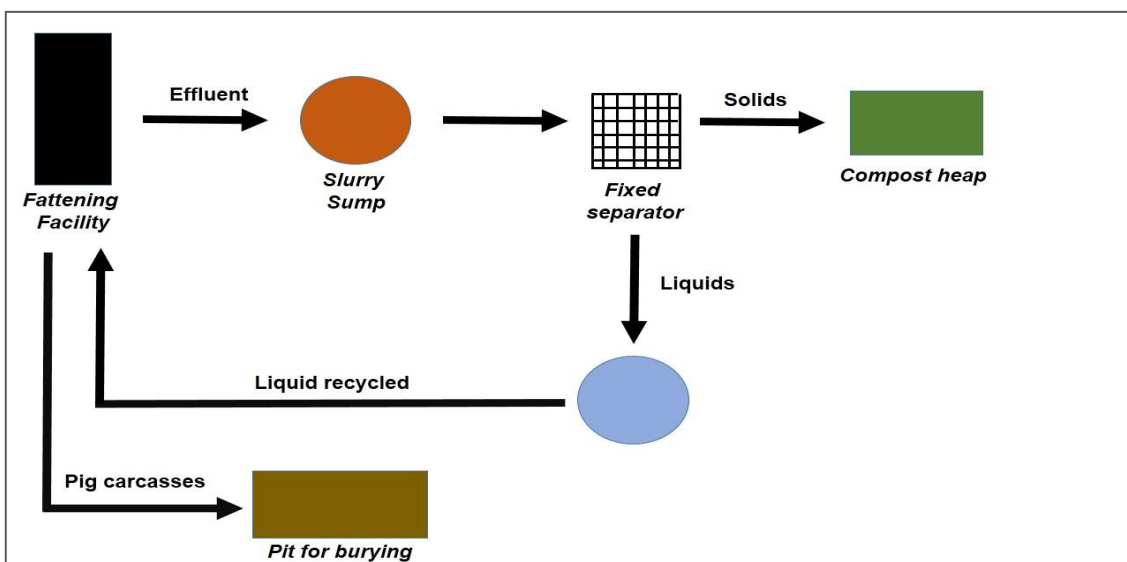 Effluent
Solids
Fattening
Facility
Slurry
Sump
Fixed
separator
Compost heap
Liquids
Liquid recycled
Pig carcasses
Pit for burying